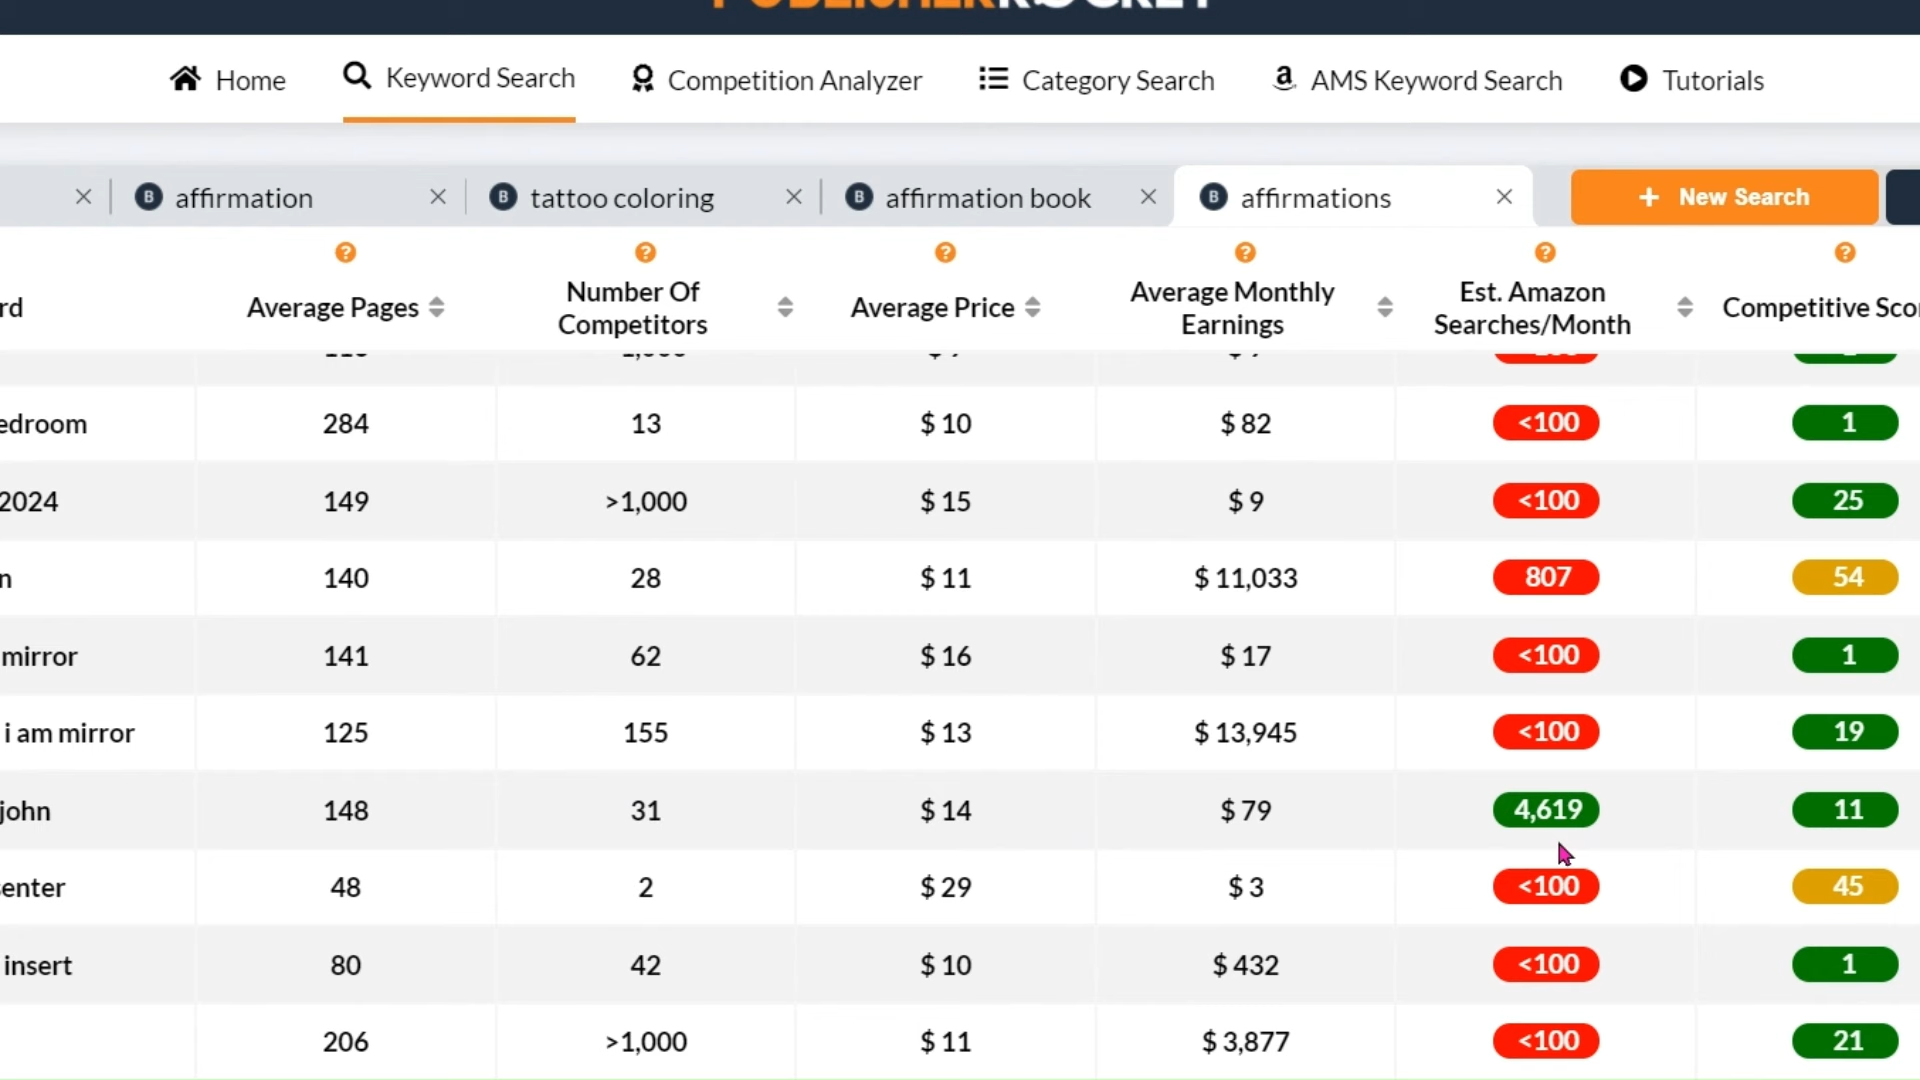 PUBLISHER ROCKET
Home Keyword Search Competition Analyzer Category Search AMS Keyword Search Tutorials
B affirmation B tattoo coloring B affirmation book B affirmations + New Search
? ? ? ? ? ?
rd Average Pages Number Of Competitors Average Price Average Monthly Earnings Est. Amazon Searches/Month Competitive Sco
edroom 284 13 $ 10 $ 82 <100 1
2024 149 >1,000 $ 15 $ 9 <100 25
n 140 28 $ 11 $ 11,033 807 54
mirror 141 62 $ 16 $ 17 <100 1
i am mirror 125 155 $ 13 $ 13,945 <100 19
john 148 31 $ 14 $ 79 4,619 11
enter 48 2 $ 29 $ 3 <100 45
insert 80 42 $ 10 $ 432 <100 1
206 >1,000 $ 11 $ 3,877 <100 21